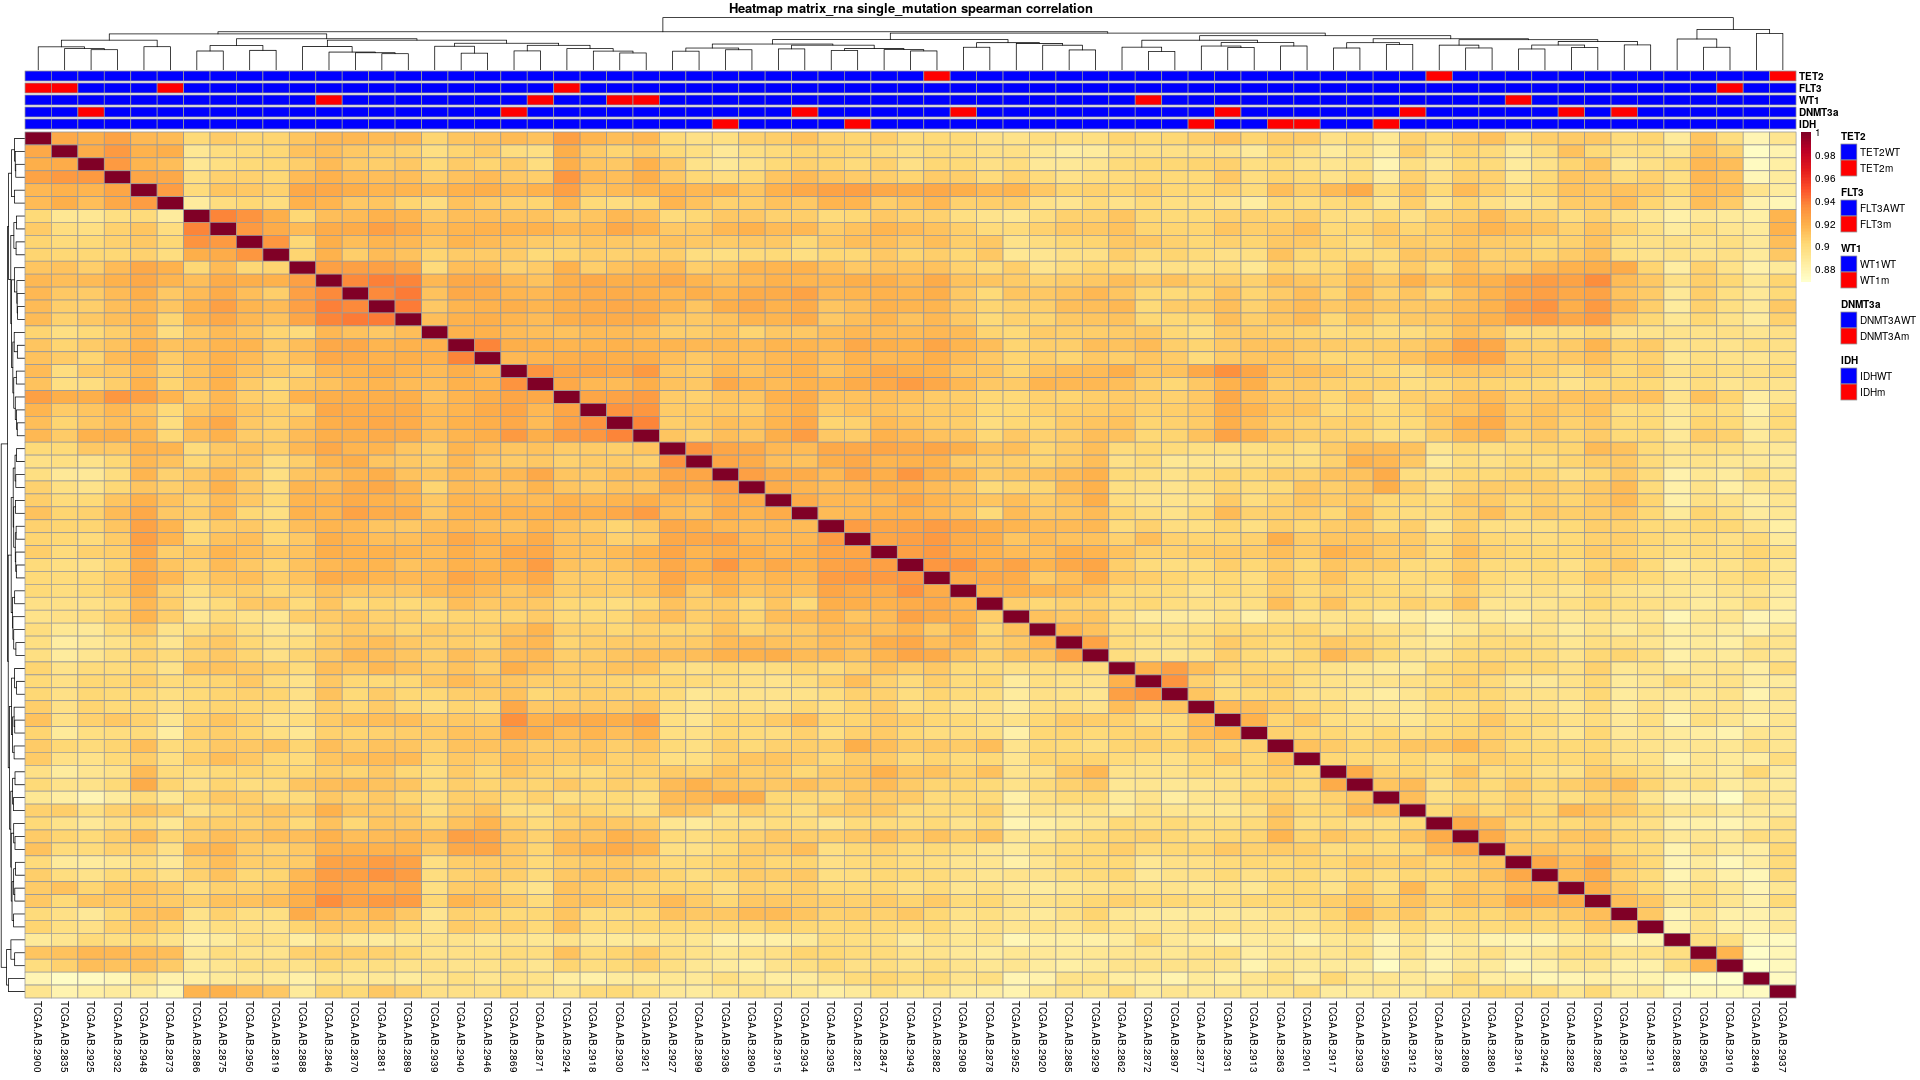 Heatmap matrix_rna single_mutation spearman correlation
TET2
FLT3
WT1
DNMT3a
IDH
1
0.98
0.96
0.94
0.92
0.9
0.88
TET2
TET2WT
TET2m
FLT3
FLT3AWT
FLT3m
WT1
WT1WT
WT1m
DNMT3a
DNMT3AWT
DNMT3Am
IDH
IDHWT
IDHm
TCGA.AB.2900
TCGA.AB.2835
TCGA.AB.2925
TCGA.AB.2932
TCGA.AB.2948
TCGA.AB.2873
TCGA.AB.2886
TCGA.AB.2875
TCGA.AB.2950
TCGA.AB.2819
TCGA.AB.2888
TCGA.AB.2846
TCGA.AB.2870
TCGA.AB.2881
TCGA.AB.2889
TCGA.AB.2939
TCGA.AB.2940
TCGA.AB.2946
TCGA.AB.2869
TCGA.AB.2871
TCGA.AB.2924
TCGA.AB.2918
TCGA.AB.2930
TCGA.AB.2921
TCGA.AB.2927
TCGA.AB.2899
TCGA.AB.2936
TCGA.AB.2890
TCGA.AB.2915
TCGA.AB.2934
TCGA.AB.2935
TCGA.AB.2821
TCGA.AB.2847
TCGA.AB.2943
TCGA.AB.2882
TCGA.AB.2908
TCGA.AB.2878
TCGA.AB.2952
TCGA.AB.2920
TCGA.AB.2885
TCGA.AB.2929
TCGA.AB.2862
TCGA.AB.2872
TCGA.AB.2897
TCGA.AB.2877
TCGA.AB.2931
TCGA.AB.2913
TCGA.AB.2863
TCGA.AB.2901
TCGA.AB.2917
TCGA.AB.2933
TCGA.AB.2959
TCGA.AB.2912
TCGA.AB.2876
TCGA.AB.2808
TCGA.AB.2880
TCGA.AB.2914
TCGA.AB.2942
TCGA.AB.2828
TCGA.AB.2892
TCGA.AB.2916
TCGA.AB.2911
TCGA.AB.2883
TCGA.AB.2956
TCGA.AB.2910
TCGA.AB.2849
TCGA.AB.2937